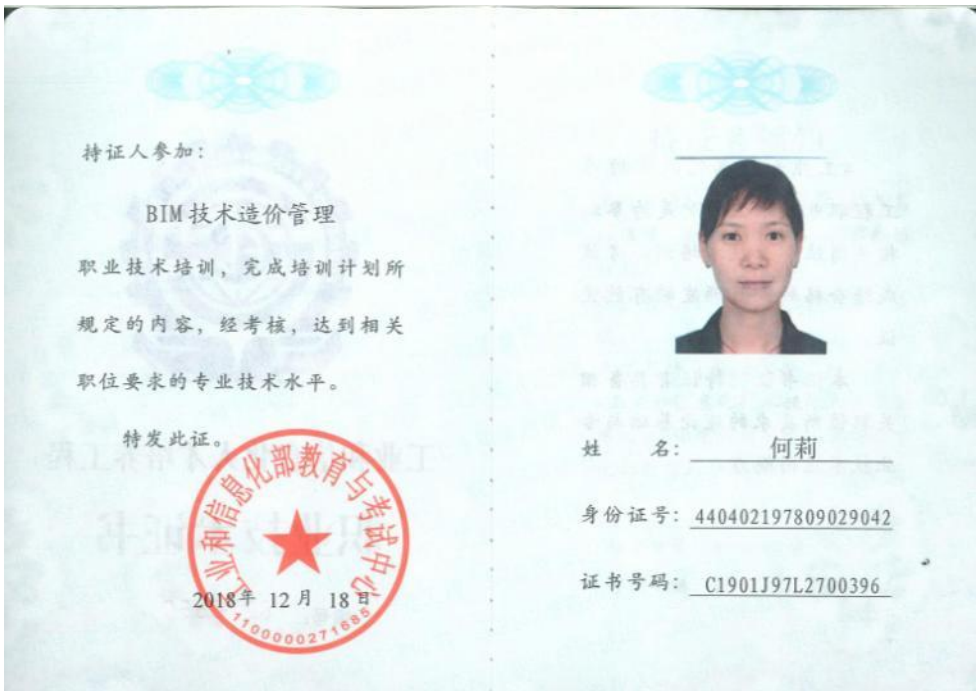 持证人参加：
BIM技术造价管理
职业技术培训，完成培训计划所
规定的内容，经考核，达到相关
职位要求的专业技术水平。
特发此证。
工业和信息化部教育与考试中心
2018年 12月 18日
1100000271685
姓 名：何莉
身份证号：440402197809029042
证书号码：C1901J97L2700396